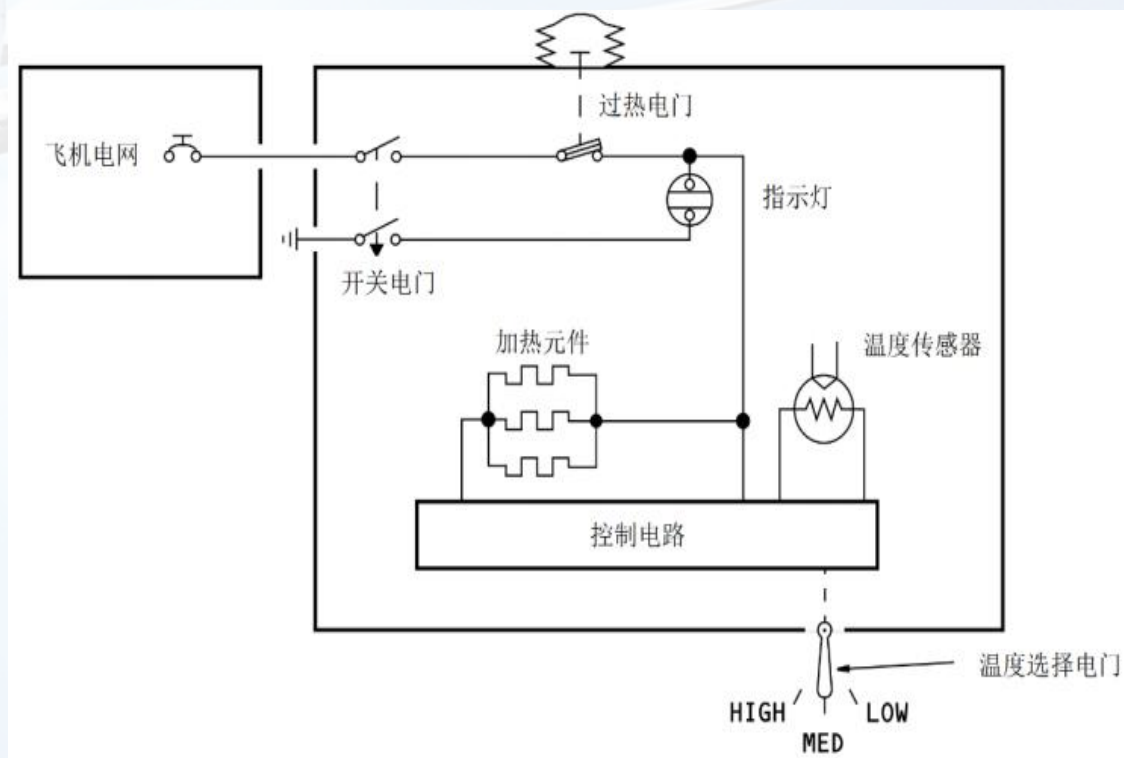 过热电门
飞机电网
指示灯
开关电门
加热元件
温度传感器
控制电路
温度选择电门
HIGH
LOW
MED